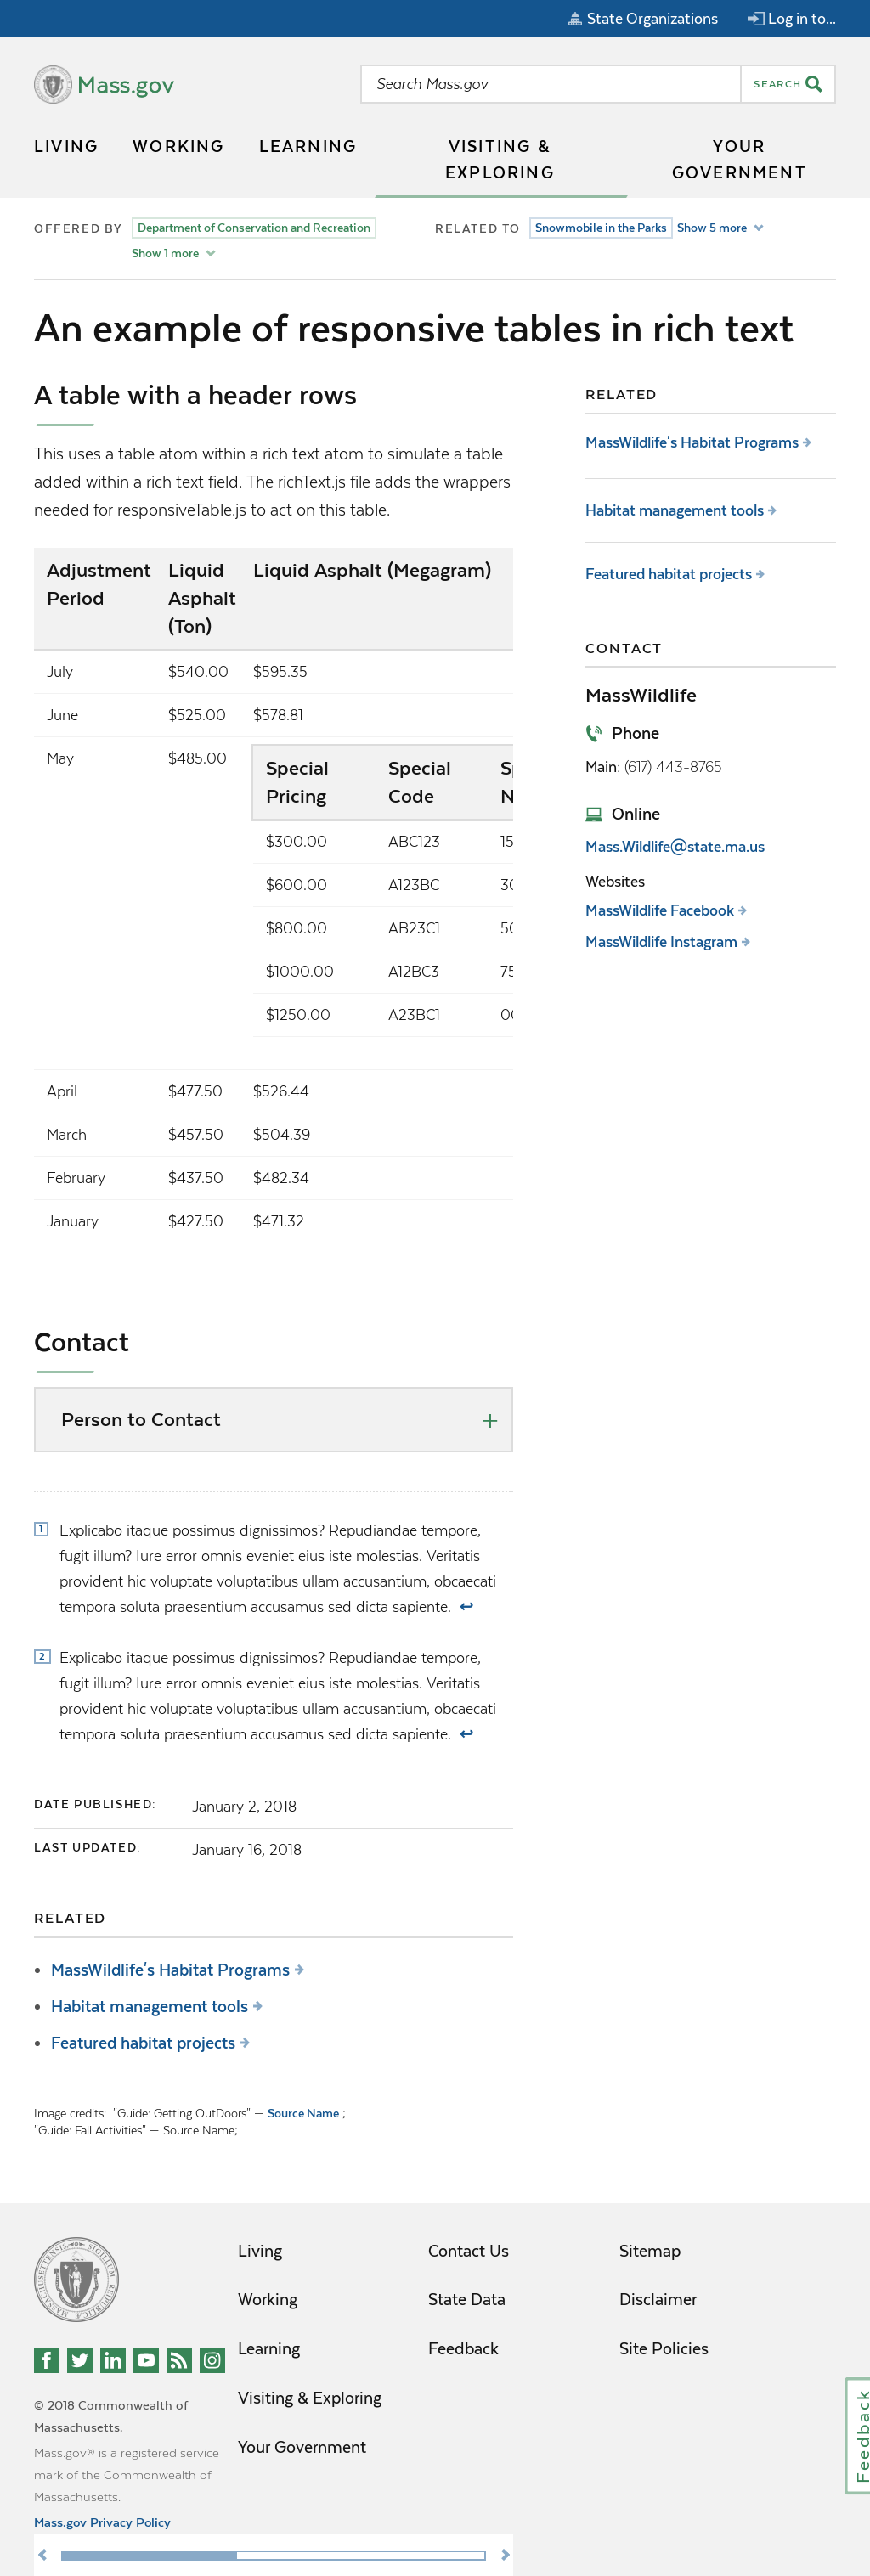 State Organizations
Log in to...
Mass.gov
Search Mass.gov
SEARCH
LIVING
WORKING
LEARNING
VISITING &
EXPLORING
YOUR
GOVERNMENT
OFFERED BY
Department of Conservation and Recreation
Show 1 more
RELATED TO
Snowmobile in the Parks
Show 5 more
An example of responsive tables in rich text
A table with a header rows
This uses a table atom within a rich text atom to simulate a table
added within a rich text field. The richText.js file adds the wrappers
needed for responsiveTable.js to act on this table.
Adjustment Period
Liquid Asphalt (Ton)
Liquid Asphalt (Megagram)
July $540.00 $595.35
June $525.00 $578.81
May $485.00
Special Pricing
Special Code
$300.00 ABC123 15
$600.00 A123BC
$800.00 AB23C1
$1000.00 A12BC3 75
$1250.00 A23BC1
April $477.50 $526.44
March $457.50 $504.39
February $437.50 $482.34
January $427.50 $471.32
Contact
Person to Contact
1 Explicabo itaque possimus dignissimos? Repudiandae tempore,
fugit illum? Iure error omnis eveniet eius iste molestias. Veritatis
provident hic voluptate voluptatibus ullam accusantium, obcaecati
tempora soluta praesentium accusamus sed dicta sapiente. ↩
2 Explicabo itaque possimus dignissimos? Repudiandae tempore,
fugit illum? Iure error omnis eveniet eius iste molestias. Veritatis
provident hic voluptate voluptatibus ullam accusantium, obcaecati
tempora soluta praesentium accusamus sed dicta sapiente. ↩
DATE PUBLISHED: January 2, 2018
LAST UPDATED: January 16, 2018
RELATED
MassWildlife's Habitat Programs
Habitat management tools
Featured habitat projects
Image credits: "Guide: Getting OutDoors" — Source Name ;
"Guide: Fall Activities" — Source Name;
RELATED
MassWildlife's Habitat Programs
Habitat management tools
Featured habitat projects
CONTACT
MassWildlife
Phone
Main: (617) 443-8765
Online
Mass.Wildlife@state.ma.us
Websites
MassWildlife Facebook
MassWildlife Instagram
Living
Working
Learning
Visiting & Exploring
Your Government
Contact Us
State Data
Feedback
Sitemap
Disclaimer
Site Policies
© 2018 Commonwealth of
Massachusetts.
Mass.gov® is a registered service
mark of the Commonwealth of
Massachusetts.
Mass.gov Privacy Policy
Feedback